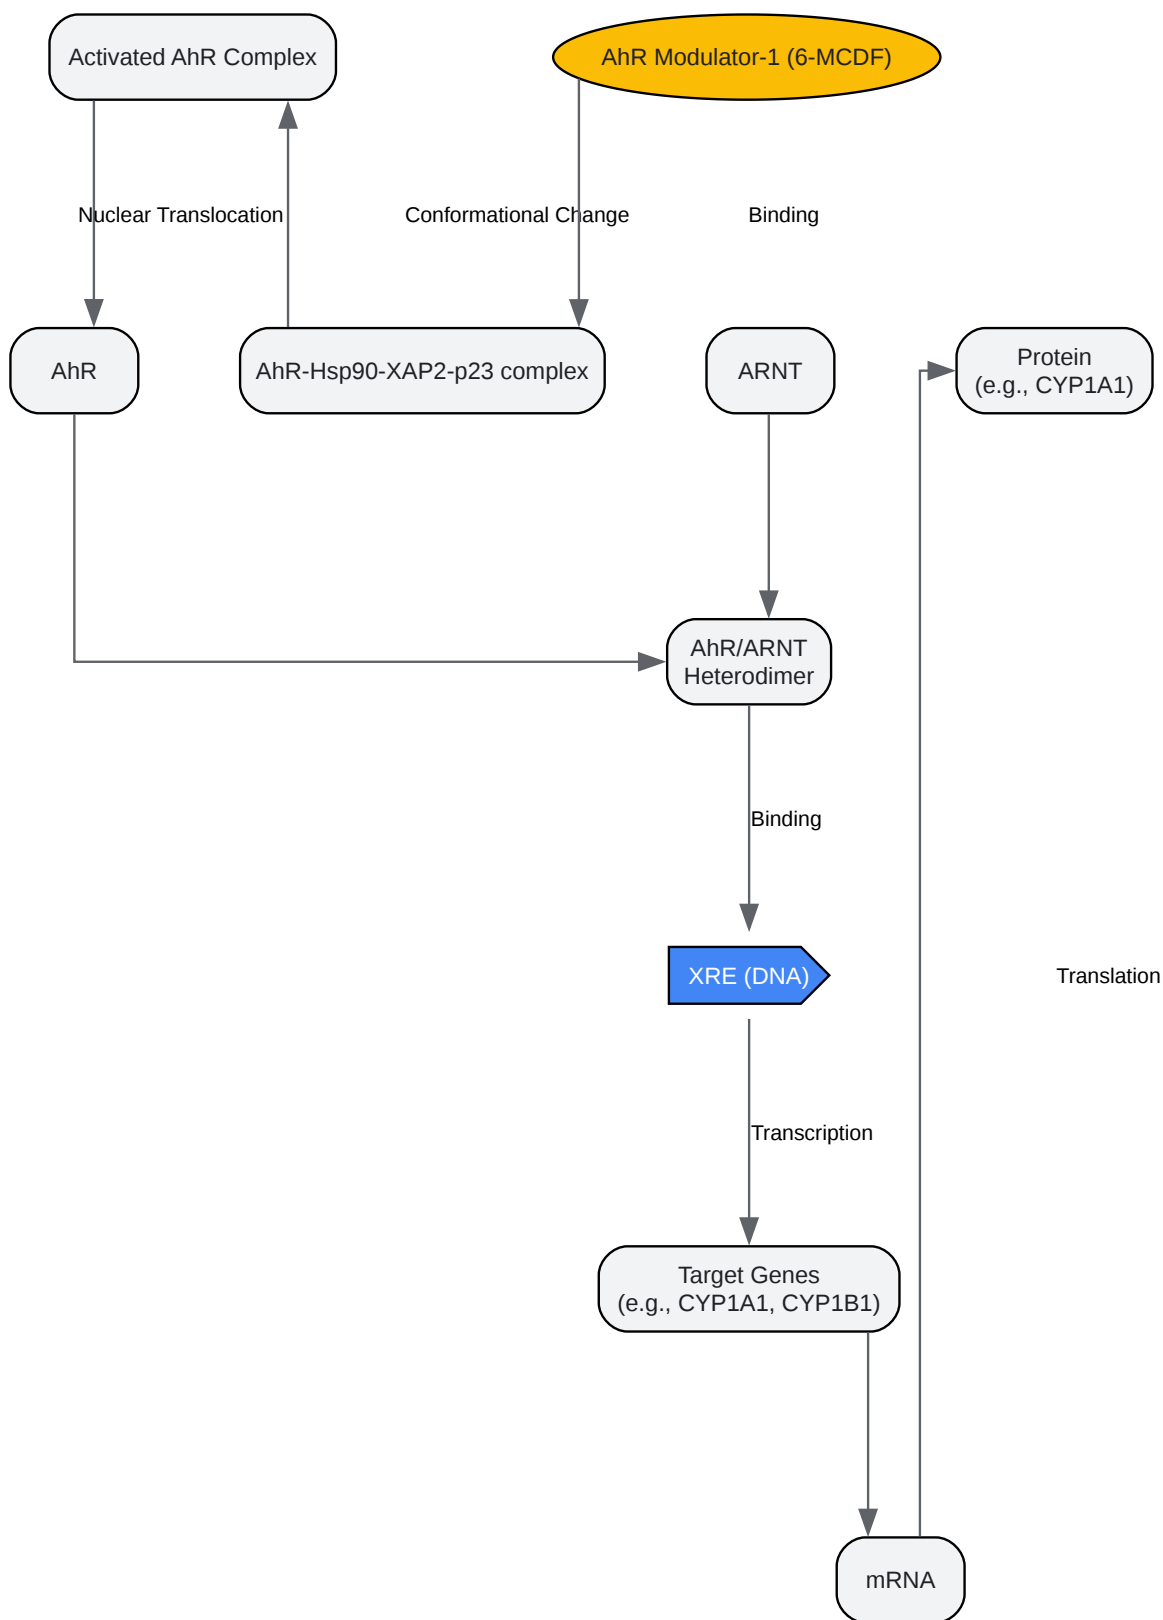 Activated AhR Complex
AhR Modulator-1 (6-MCDF)
Nuclear Translocation
Conformational Change
Binding
AhR
AhR-Hsp90-XAP2-p23 complex
ARNT
Protein
(e.g., CYP1A1)
AhR/ARNT
Heterodimer
Binding
XRE (DNA)
Translation
Transcription
Target Genes
(e.g., CYP1A1, CYP1B1)
mRNA